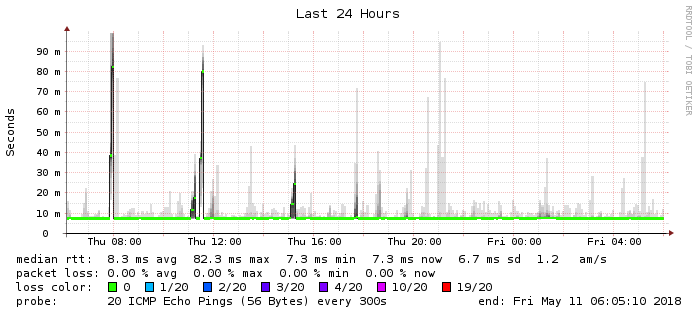 Last 24 Hours
RRDTOOL / TOBI OETIKER
Seconds
90 m
80 m
70 m
60 m
50 m
40 m
30 m
20 m
10 m
0
Thu 08:00 Thu 12:00 Thu 16:00 Thu 20:00 Fri 00:00 Fri 04:00
median rtt: 8.3 ms avg 82.3 ms max 7.3 ms min 7.3 ms now 6.7 ms sd 1.2 am/s
packet loss: 0.00 % avg 0.00 % max 0.00 % min 0.00 % now
loss color: 0 1/20 2/20 3/20 4/20 10/20 19/20
probe: 20 ICMP Echo Pings (56 Bytes) every 300s end: Fri May 11 06:05:10 2018